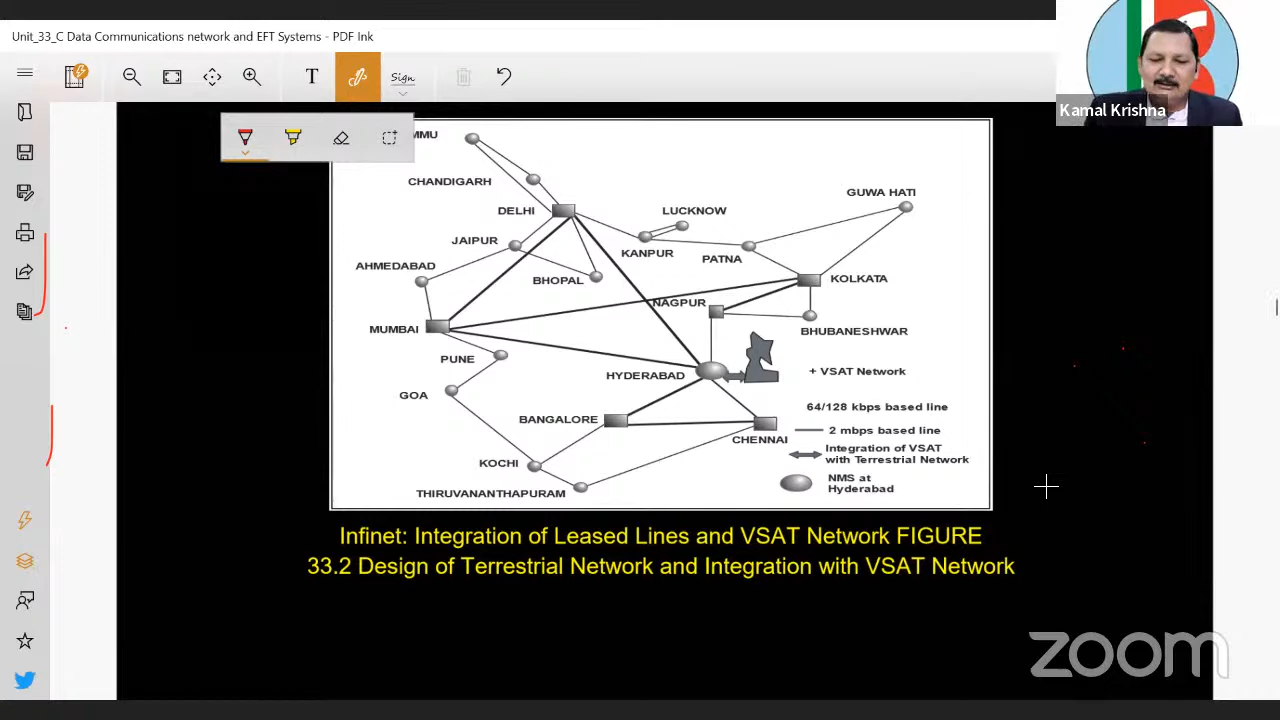 Unit_33_C Data Communications network and EFT Systems - PDF Ink
T
Sign
Kamal Krishna
MMU
CHANDIGARH
GUWA HATI
DELHI
LUCKNOW
JAIPUR
KANPUR
PATNA
AHMEDABAD
BHOPAL
KOLKATA
NAGPUR
MUMBAI
BHUBANESHWAR
PUNE
HYDERABAD
+ VSAT Network
GOA
64/128 kbps based line
BANGALORE
2 mbps based line
CHENNAI
Integration of VSAT
with Terrestrial Network
KOCHI
NMS at
Hyderabad
THIRUVANANTHAPURAM
Infinet: Integration of Leased Lines and VSAT Network FIGURE
33.2 Design of Terrestrial Network and Integration with VSAT Network
zoom